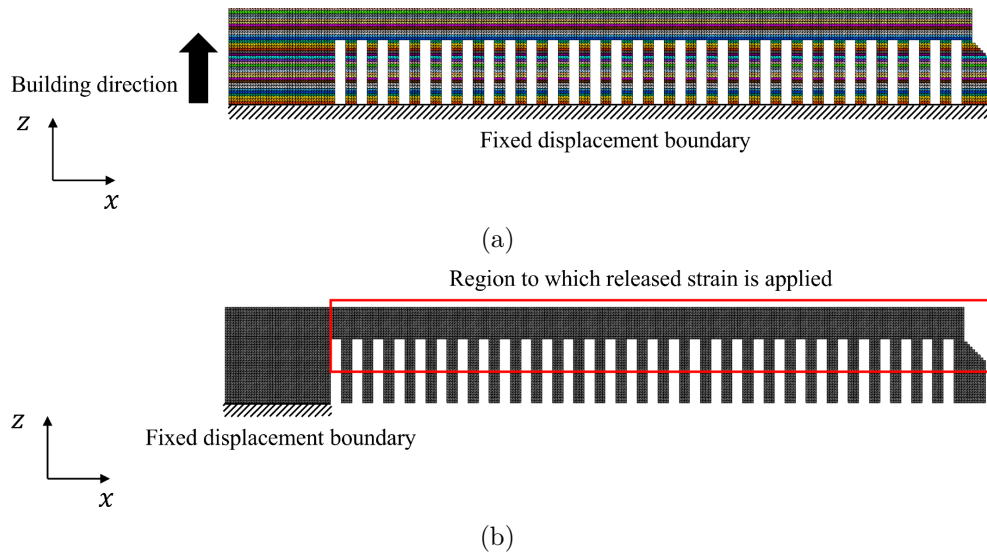 Building direction
z
x
Fixed displacement boundary
(a)
Region to which released strain is applied
Fixed displacement boundary
z
x
(b)